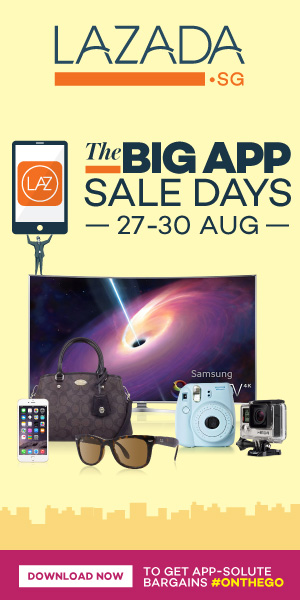 LAZADA
.SG
The BIG APP
SALE DAYS
27-30 AUG
LAZ
Samsung
4K
DOWNLOAD NOW
TO GET APP-SOLUTE
BARGAINS #ONTHEGO